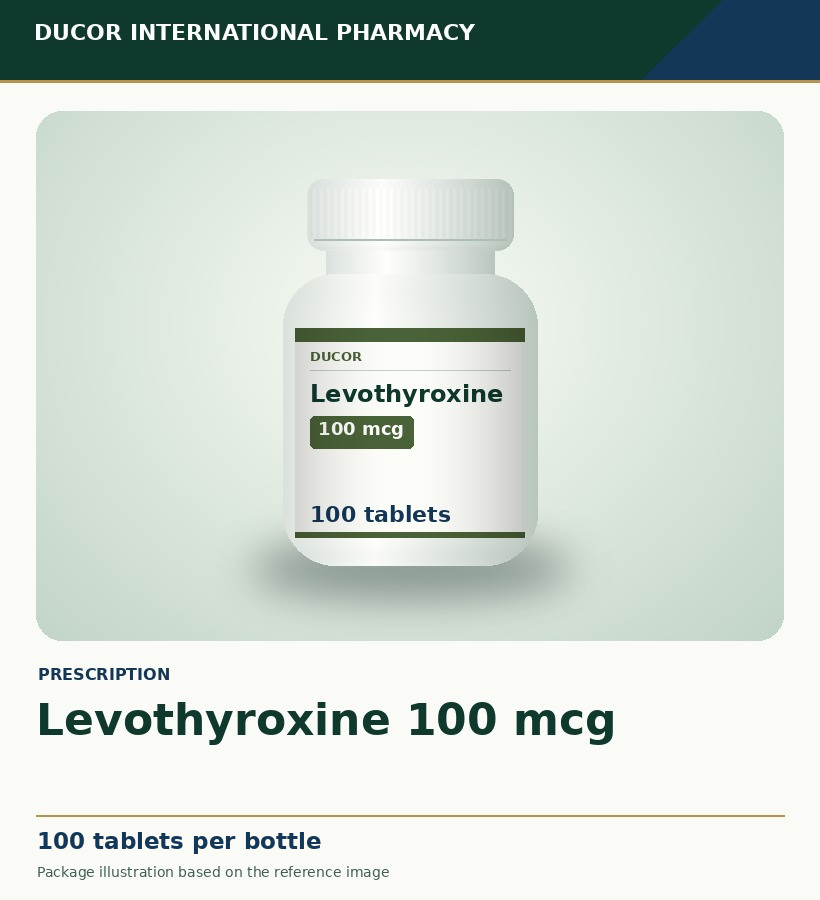 DUCOR INTERNATIONAL PHARMACY
DUCOR
Levothyroxine
100 mcg
100 tablets
PRESCRIPTION
Levothyroxine 100 mcg
100 tablets per bottle
Package illustration based on the reference image